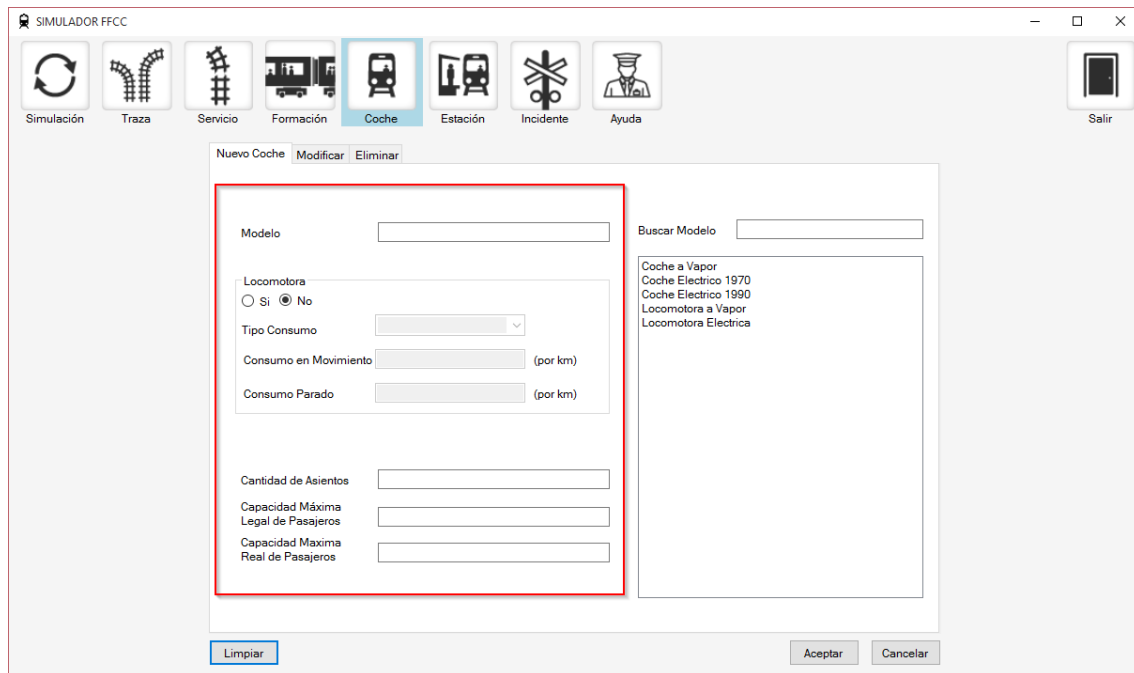 SIMULADOR FFCC
Simulación Traza Servicio Formación Coche Estación Incidente Ayuda Salir
Nuevo Coche Modificar Eliminar
Modelo
Locomotora
Si No
Tipo Consumo
Consumo en Movimiento (por km)
Consumo Parado (por km)
Cantidad de Asientos
Capacidad Máxima
Legal de Pasajeros
Capacidad Maxima
Real de Pasajeros
Buscar Modelo
Coche a Vapor
Coche Electrico 1970
Coche Electrico 1990
Locomotora a Vapor
Locomotora Electrica
Limpiar Aceptar Cancelar